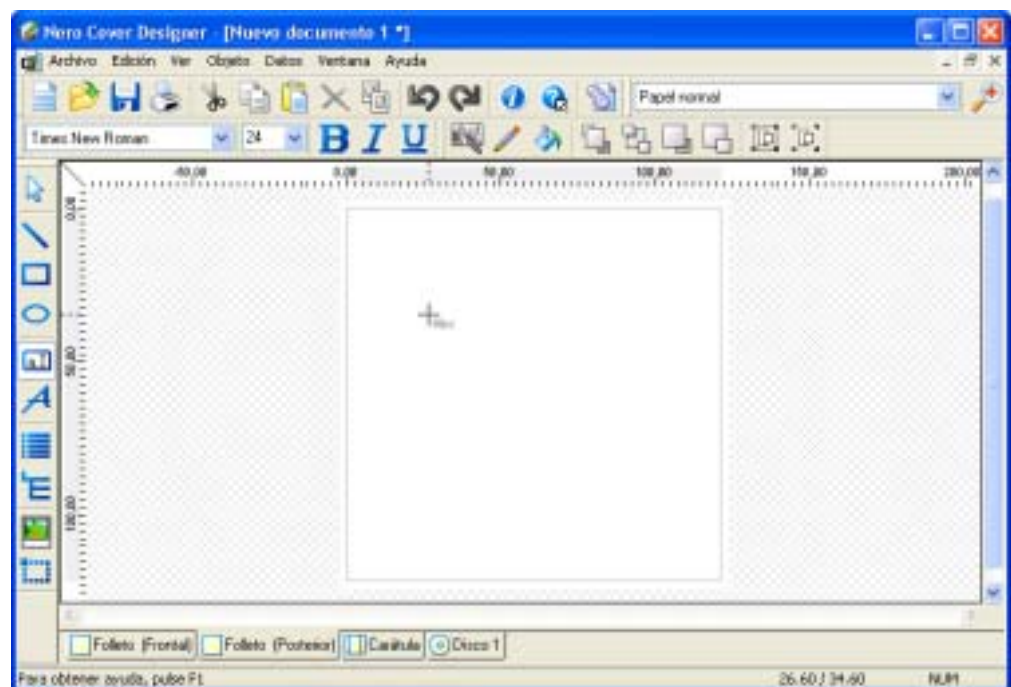 Nero Cover Designer - [Nuevo documento 1 *]
Archivo Edición Ver Objeto Datos Ventana Ayuda
Papel normal
Times New Roman 24 B I U
-50,00 0,00 50,00 100,00 150,00 200,00
0,00
50,00
100,00
Folleto (Frontal) Folleto (Posterior) Carátula Disco 1
Para obtener ayuda, pulse F1 26.60 / 34.60 NUM